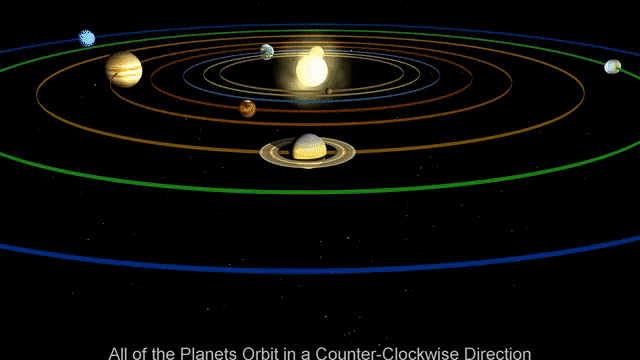 All of the Planets Orbit in a Counter-Clockwise Direction